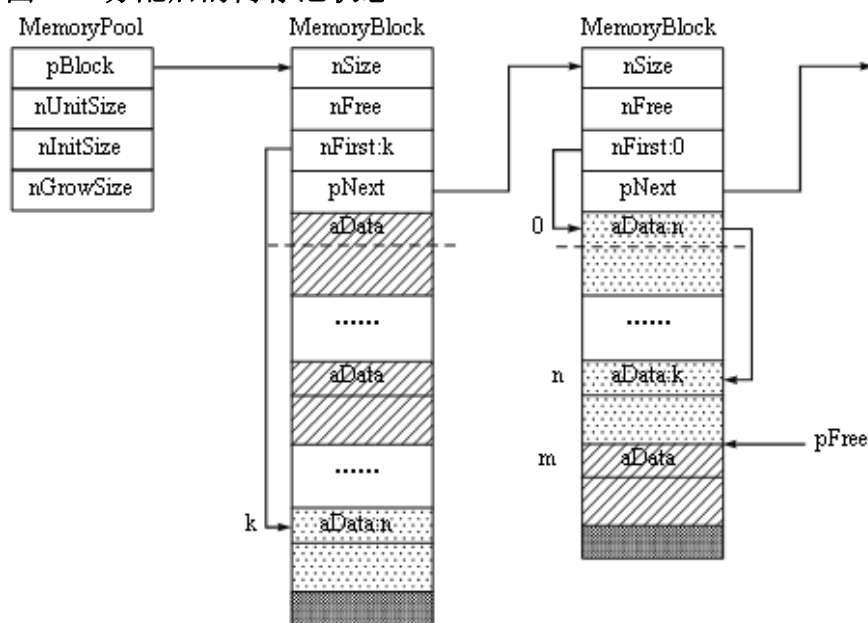 MemoryPool
pBlock
nUnitSize
nInitSize
nGrowSize
MemoryBlock
nSize
nFree
nFirst:k
pNext
aData
......
aData
......
k
aData:n
MemoryBlock
nSize
nFree
nFirst:0
pNext
0
aData:n
......
n
aData:k
pFree
m
aData